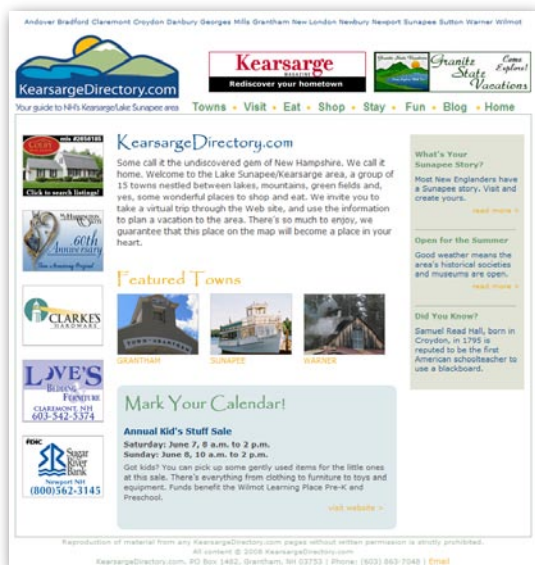 Andover Bradford Claremont Croydon Danbury Georges Mills Grantham New London Newbury Newport Sunapee Sutton Warner Wilmot
KearsargeDirectory.com
Your guide to NH's Kearsarge/Lake Sunapee area
Kearsarge
MAGAZINE
Rediscover your hometown
Granite State Vacations
Come Explore!
Towns • Visit • Eat • Shop • Stay • Fun • Blog • Home
Click to search listings!
60th
Anniversary
CLARKE'S
HARDWARE
LOVE'S
BEDDING &
FURNITURE
CLAREMONT, NH
603-542-5374
FDIC
Sugar
River
Bank
Newport NH
(800)562-3145
KearsargeDirectory.com
Some call it the undiscovered gem of New Hampshire. We call it
home. Welcome to the Lake Sunapee/Kearsarge area, a group of
15 towns nestled between lakes, mountains, green fields and,
yes, some wonderful places to shop and eat. We invite you to
take a virtual trip through the Web site, and use the information
to plan a vacation to the area. There's so much to enjoy, we
guarantee that this place on the map will become a place in your
heart.
Featured Towns
GRANTHAM
SUNAPEE
WARNER
Mark Your Calendar!
Annual Kid's Stuff Sale
Saturday: June 7, 8 a.m. to 2 p.m.
Sunday: June 8, 10 a.m. to 2 p.m.
Got kids? You can pick up some gently used items for the little ones
at this sale. There's everything from clothing to furniture to toys and
equipment. Funds benefit the Wilmot Learning Place Pre-K and
Preschool.
visit website >
What's Your
Sunapee Story?
Most New Englanders have
a Sunapee story. Visit and
create yours.
read more >
Open for the Summer
Good weather means the
area's historical societies
and museums are open.
read more >
Did You Know?
Samuel Read Hall, born in
Croydon, in 1795 is
reputed to be the first
American schoolteacher to
use a blackboard.
Reproduction of material from any KearsargeDirectory.com pages without written permission is strictly prohibited.
All content © 2008 KearsargeDirectory.com
KearsargeDirectory.com, PO Box 1482, Grantham, NH 03753 | Phone: (603) 863-7048 | Email